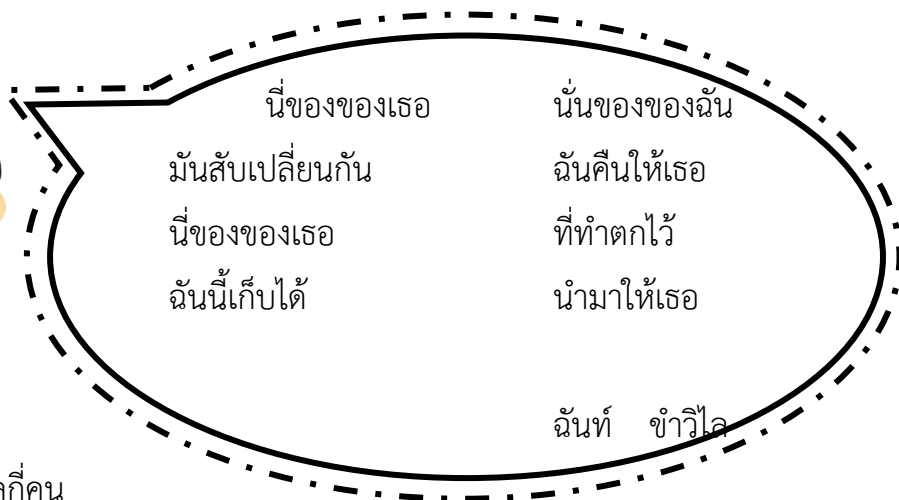 นี่ของของเธอ นั่นของของฉัน
มันสับเปลี่ยนกัน ฉันคืนให้เธอ
นี่ของของเธอ ที่ทำตกไว้
ฉันนี้เก็บได้ นำมาให้เธอ
ฉันท์ ขำวิไล
กี่คน